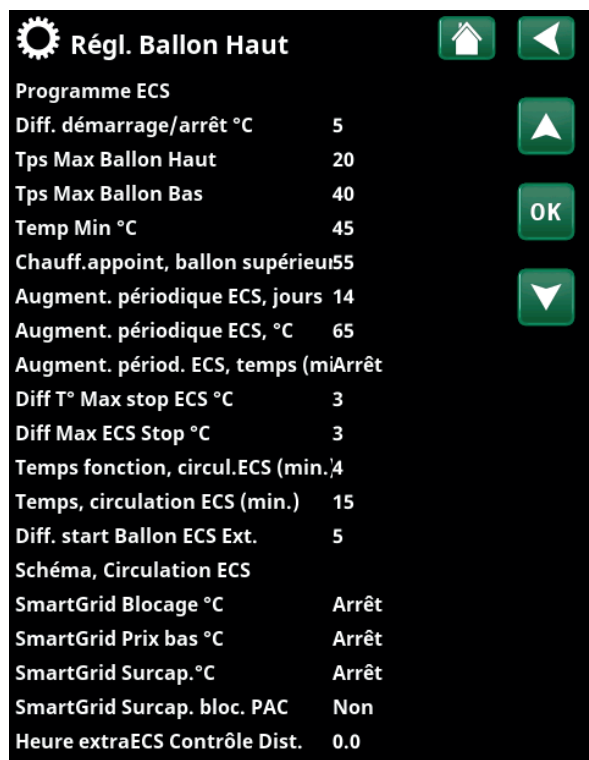 Régl. Ballon Haut
Programme ECS
Diff. démarrage/arrêt °C 5
Tps Max Ballon Haut 20
Tps Max Ballon Bas 40
Temp Min °C 45
OK
Chauff.appoint, ballon supérieur 55
Augment. périodique ECS, jours 14
Augment. périodique ECS, °C 65
Augment. périod. ECS, temps (mi Arrêt
Diff T° Max stop ECS °C 3
Diff Max ECS Stop °C 3
Temps fonction, circul.ECS (min.) 4
Temps, circulation ECS (min.) 15
Diff. start Ballon ECS Ext. 5
Schéma, Circulation ECS
SmartGrid Blocage °C Arrêt
SmartGrid Prix bas °C Arrêt
SmartGrid Surcap.°C Arrêt
SmartGrid Surcap. bloc. PAC Non
Heure extraECS Contrôle Dist. 0.0